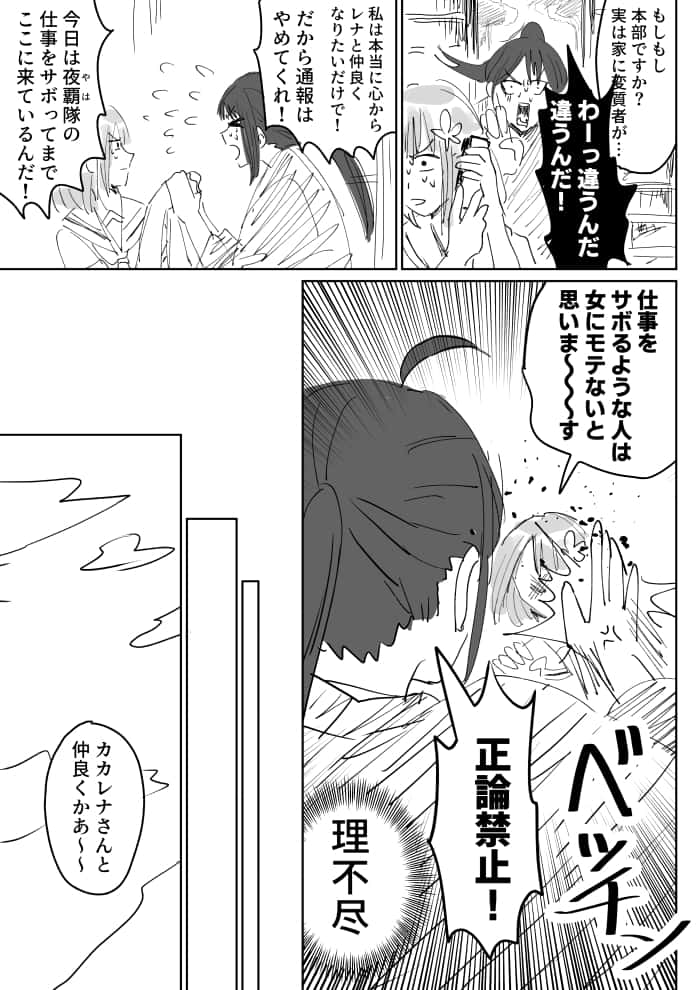 もしもし
本部ですか?
実は家に変質者が…
わーっ違うんだ
違うんだ!
私は本当に心から
レナと仲良く
なりたいだけで!
だから通報は
やめてくれ!
今日は夜覇隊の
やは
仕事をサボってまで
ここに来ているんだ!
仕事を
サボるような人は
女にモテないと
思いま〜〜〜す
ベッチン
正論禁止!
理不尽
カカレナさんと
仲良くかあ〜〜